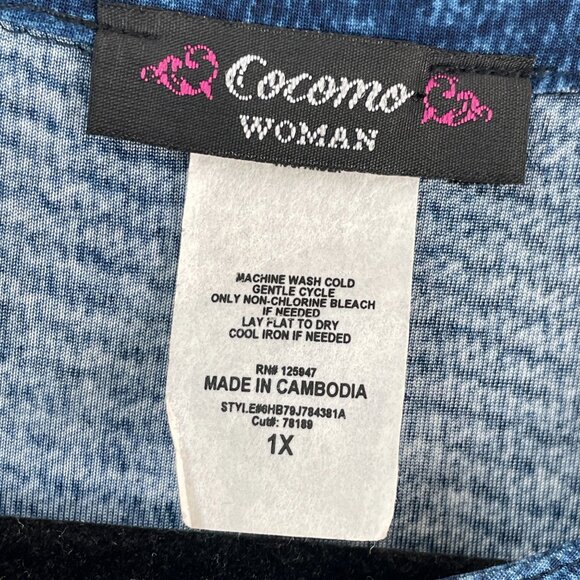 Cocomo
WOMAN
MACHINE WASH COLD
GENTLE CYCLE
ONLY NON-CHLORINE BLEACH
IF NEEDED
LAY FLAT TO DRY
COOL IRON IF NEEDED
RN# 125947
MADE IN CAMBODIA
STYLE#6HB79J784381A
Cut#: 78189
1X